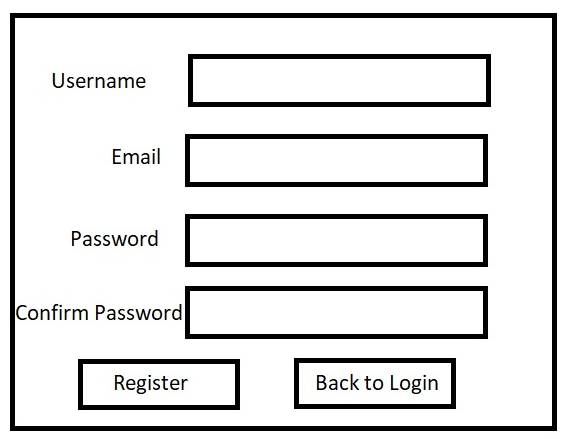 Username
Email
Password
Confirm Password
Register
Back to Login